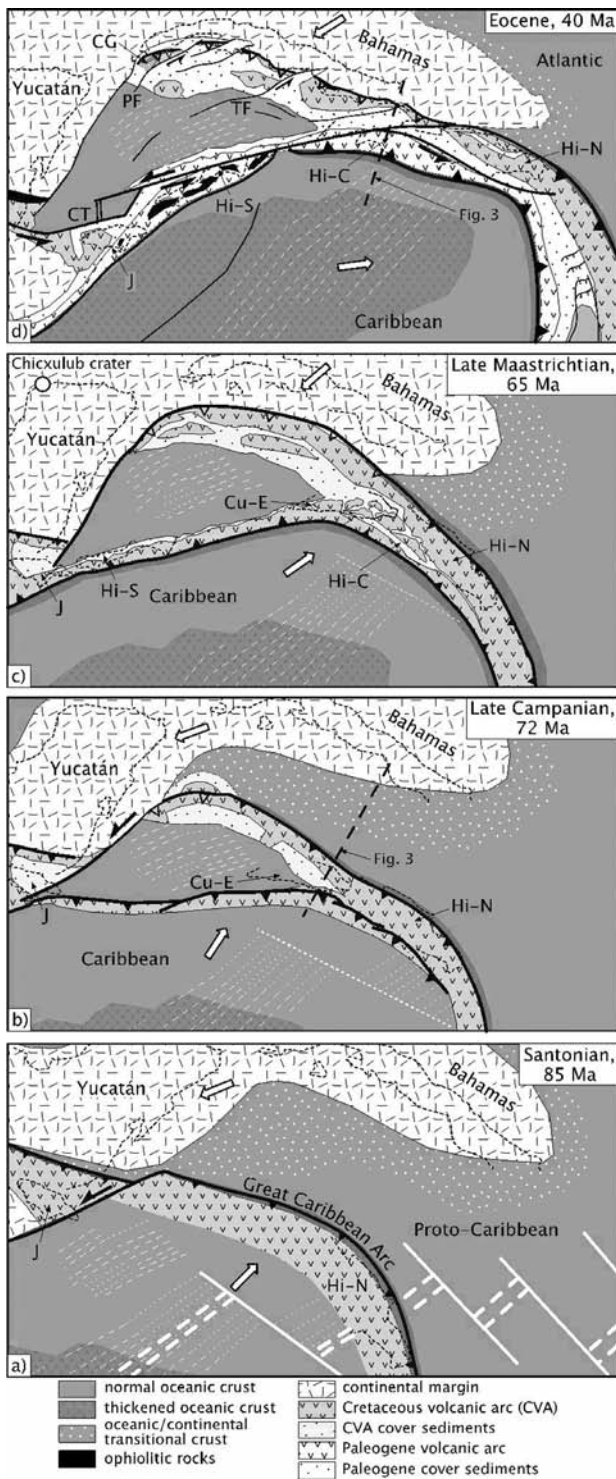 Eocene, 40 Ma
CG
Bahamas
Atlantic
Yucatán
PF
TF
Hi-N
Hi-C
CT
Hi-S
Fig. 3
J
Caribbean
d)
Chicxulub crater
Late Maastrichtian,
65 Ma
Bahamas
Yucatán
Cu-E
Hi-N
J
Hi-S
Caribbean
Hi-C
c)
Late Campanian,
72 Ma
Bahamas
Yucatán
Fig. 3
Cu-E
J
Hi-N
Caribbean
b)
Santonian,
85 Ma
Yucatán
Bahamas
Great Caribbean Arc
Proto-Caribbean
J
Hi-N
a)
normal oceanic crust
thickened oceanic crust
oceanic/continental
transitional crust
ophiolitic rocks
continental margin
Cretaceous volcanic arc (CVA)
CVA cover sediments
Paleogene volcanic arc
Paleogene cover sediments